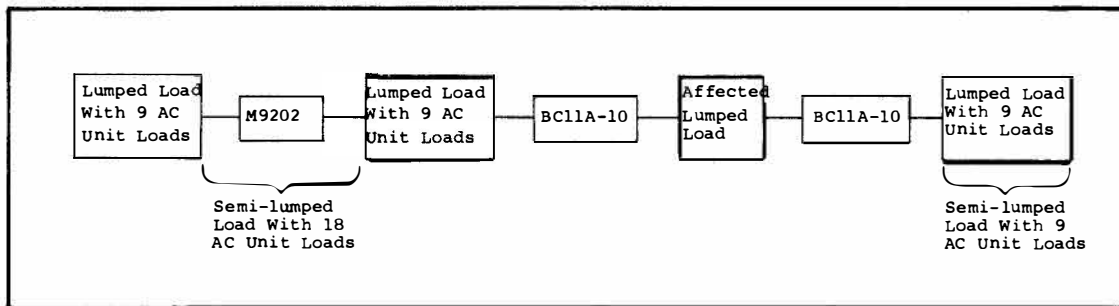 Lumped Load
With 9 AC
Unit Loads
M9202
Lumped Load
With 9 AC
Unit Loads
BC11A-10
Affected
Lumped
Load
BC11A-10
Lumped Load
With 9 AC
Unit Loads
Semi-lumped
Load With 18
AC Unit Loads
Semi-lumped
Load With 9
AC Unit Loads